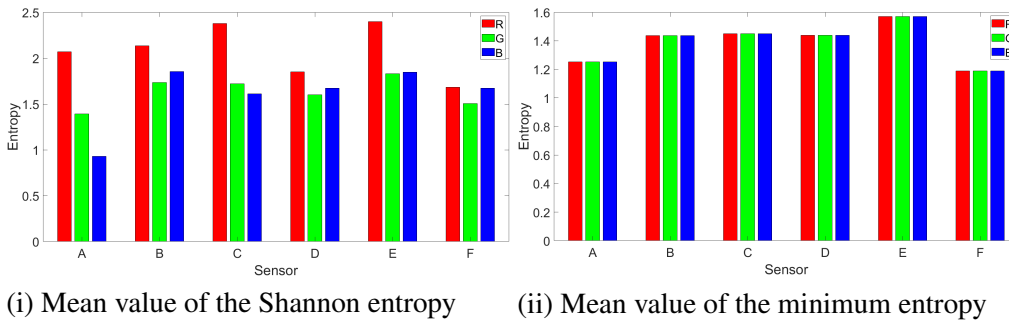 2.5
2
1.5
1
0.5
0
Entropy
A B C D E F
Sensor
R
G
B
1.6
1.4
1.2
1
0.8
0.6
0.4
0.2
0
Entropy
A B C D E F
Sensor
(i) Mean value of the Shannon entropy
(ii) Mean value of the minimum entropy